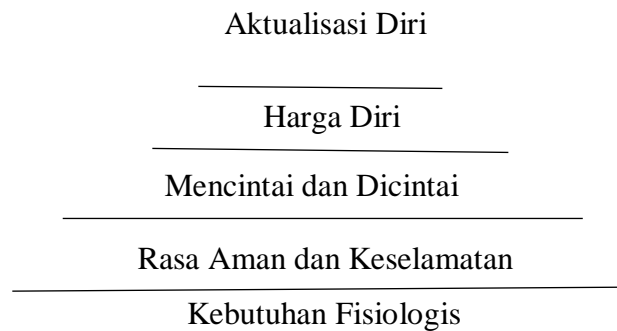 Aktualisasi Diri
Harga Diri
Mencintai dan Dicintai
Rasa Aman dan Keselamatan
Kebutuhan Fisiologis